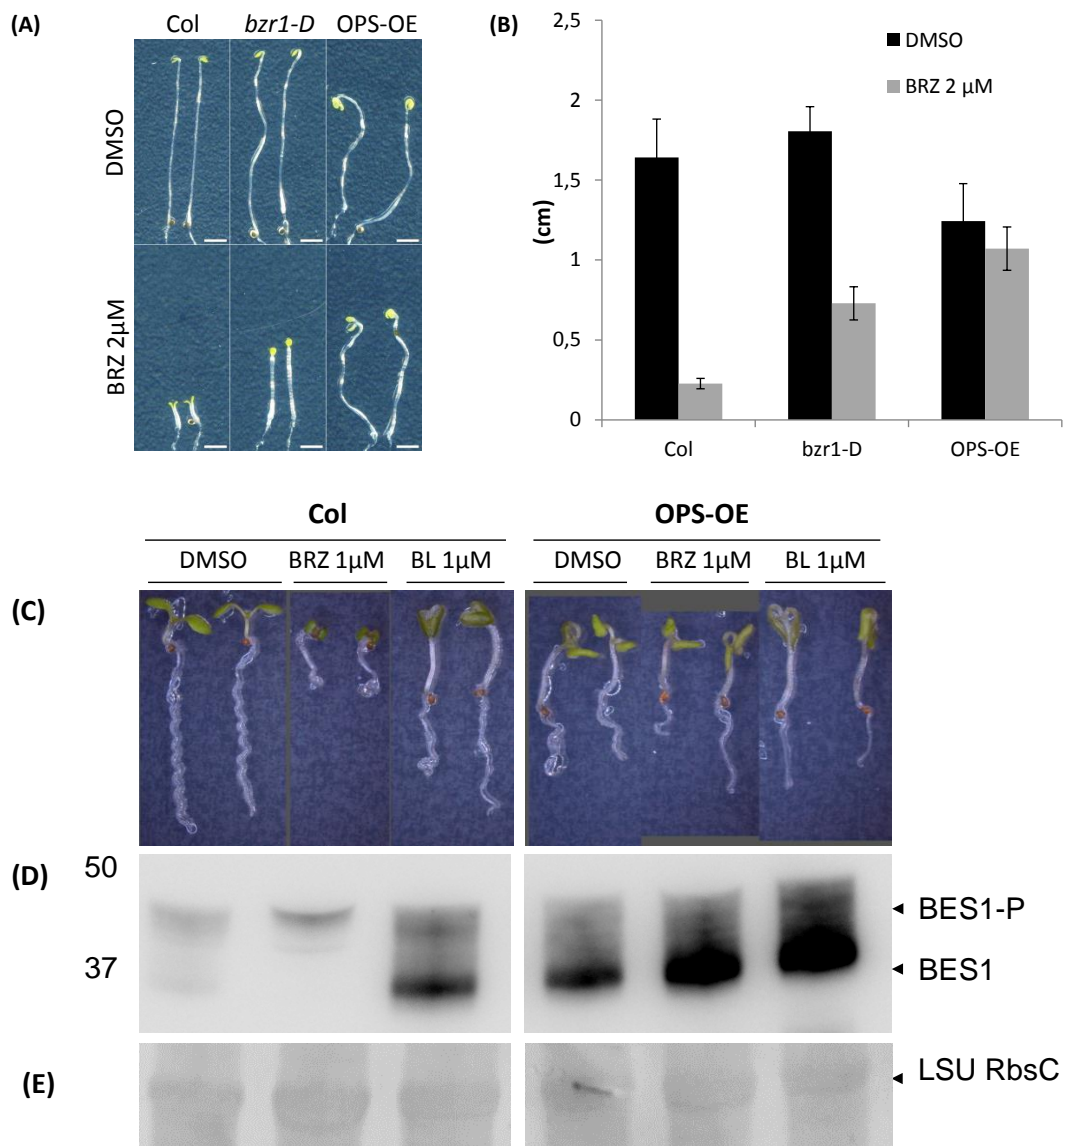 (A)
Col bzr1-D OPS-OE
DMSO
BRZ 2µM
(B)
DMSO
BRZ 2 µM
2,5
2
1,5
1
0,5
0
(cm)
Col bzr1-D OPS-OE
Col OPS-OE
DMSO BRZ 1µM BL 1µM DMSO BRZ 1µM BL 1µM
(C)
(D)
50
37
BES1-P
BES1
(E)
LSU RbsC